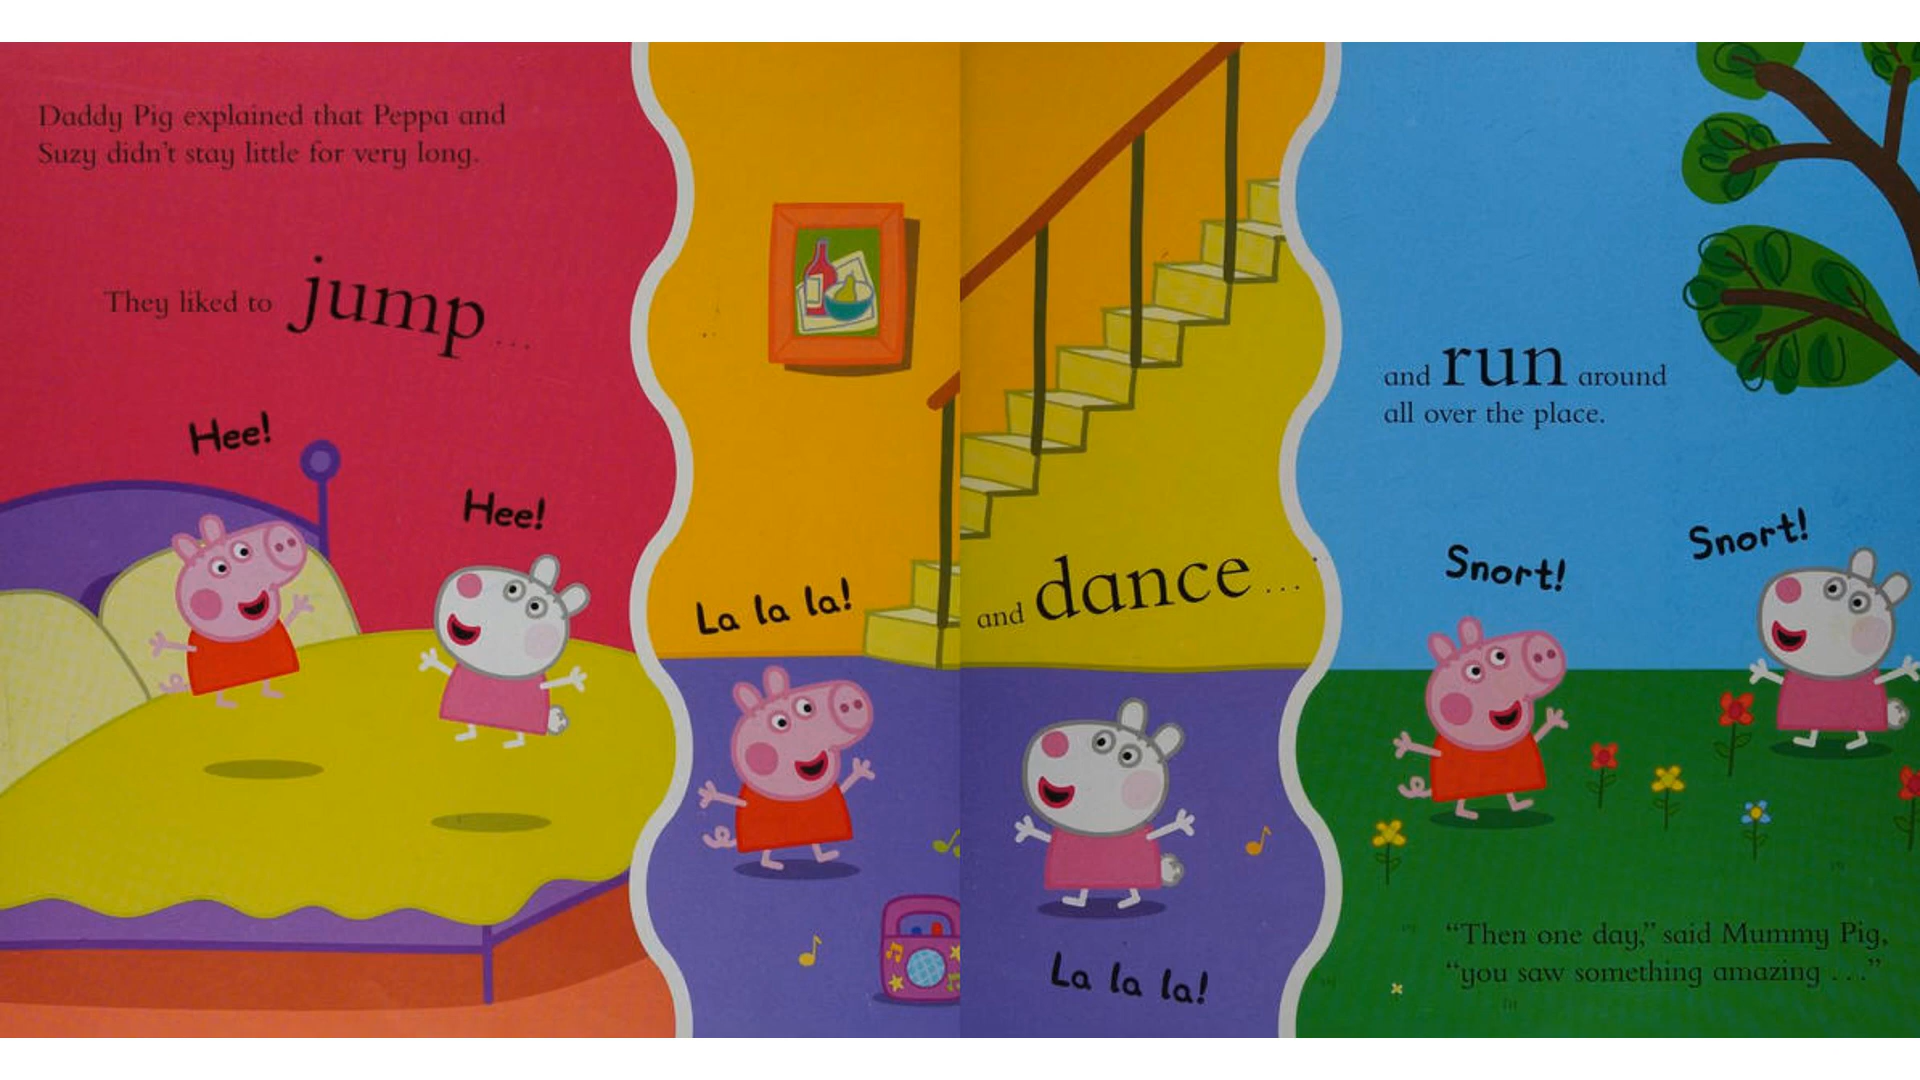 Daddy Pig explained that Peppa and
Suzy didn't stay little for very long.
They liked to jump ...
Hee!
Hee!
La la la!
and dance ...
La la la!
and run around
all over the place.
Snort!
Snort!
“Then one day,” said Mummy Pig,
“you saw something amazing ....”